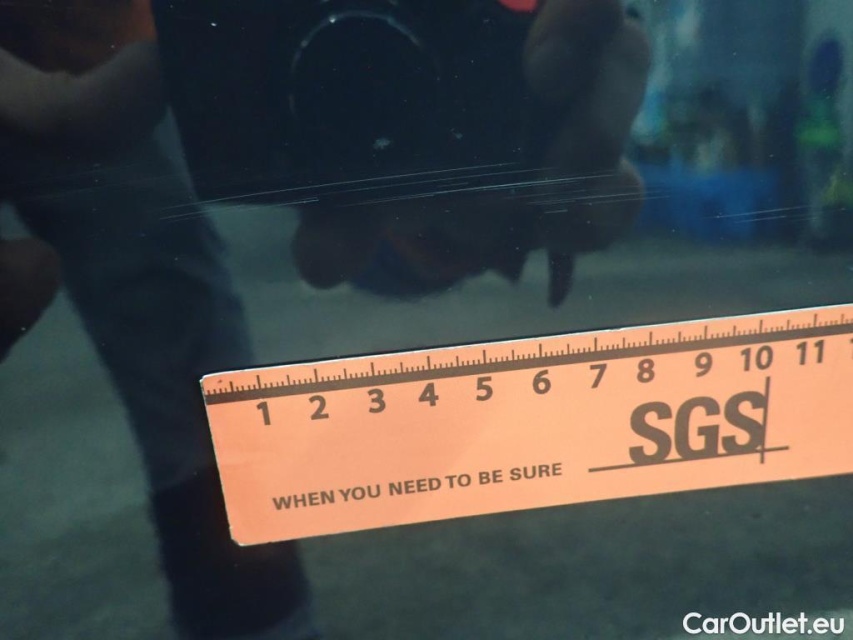 1 2 3 4 5 6 7 8 9 10 11
SGS
WHEN YOU NEED TO BE SURE
CarOutlet.eu